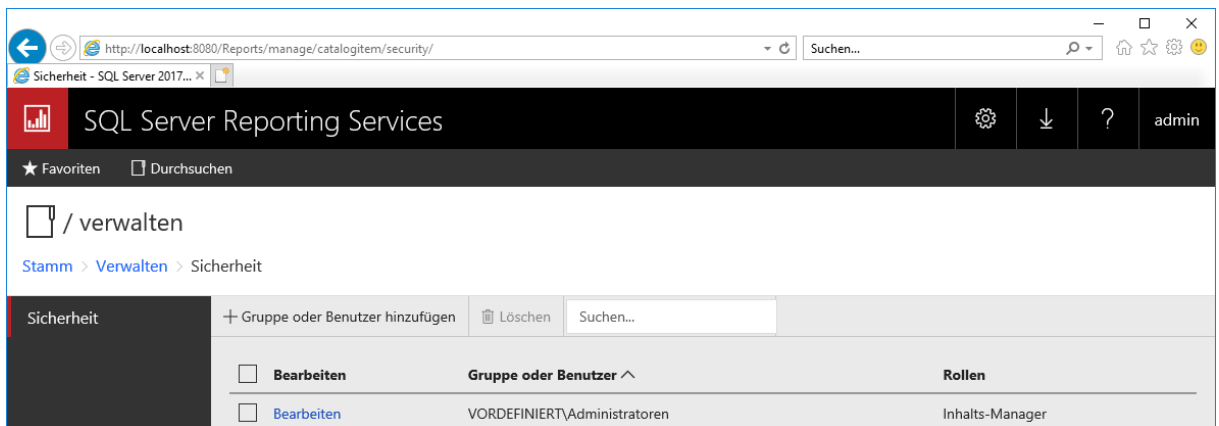 http://localhost:8080/Reports/manage/catalogitem/security/
Suchen...
Sicherheit - SQL Server 2017...
SQL Server Reporting Services
?
admin
Favoriten
Durchsuchen
/ verwalten
Stamm > Verwalten > Sicherheit
Sicherheit
+ Gruppe oder Benutzer hinzufügen
Löschen
Suchen...
Bearbeiten Gruppe oder Benutzer Rollen
Bearbeiten VORDEFINIERT\Administratoren Inhalts-Manager